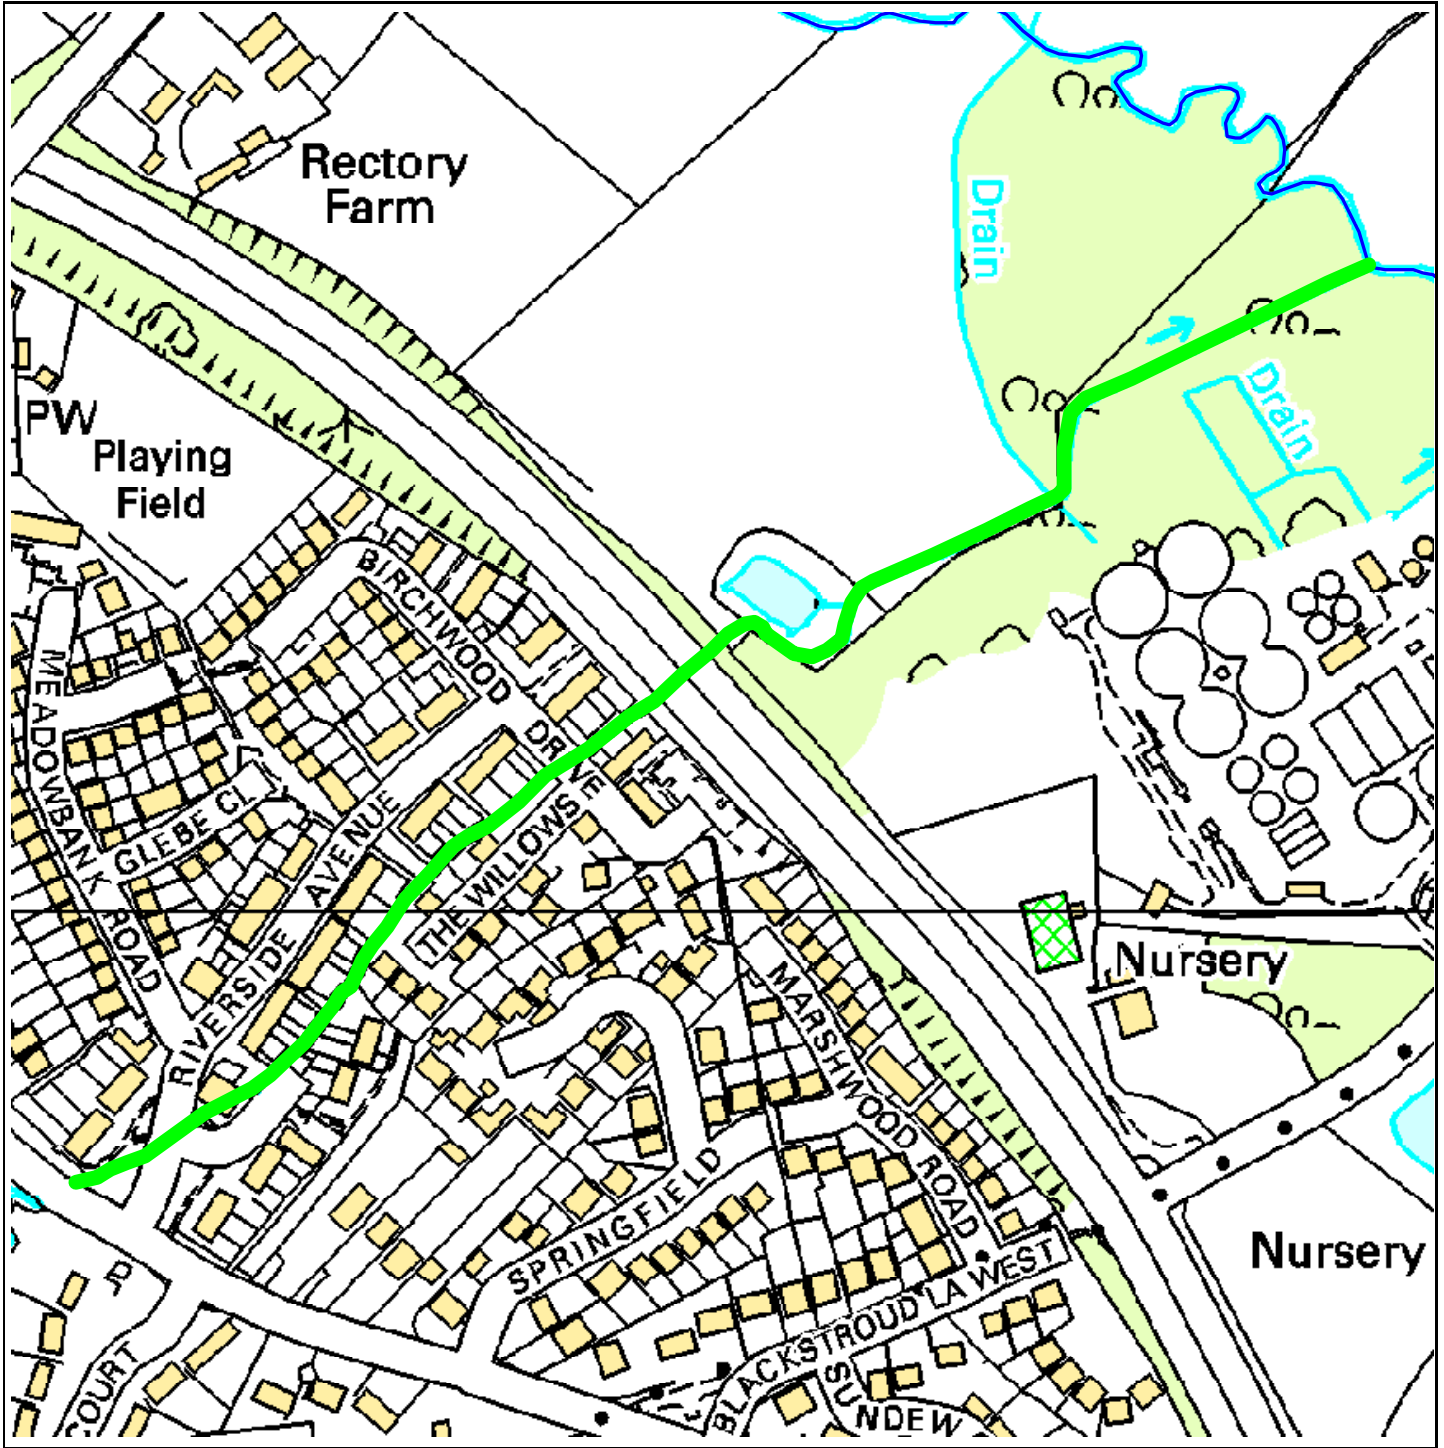 Rectory
Farm
Drain
Drain
PW
Playing
Field
BIRCHWOOD DRIVE
MEADOWBANK ROAD
GLEBE CL
RIVERSIDE AVENUE
THE WILLOWS
Nursery
MARSHWOOD ROAD
SPRINGFIELD
Nursery
BLACKSTROUD LA WEST
COURT
SUNDEW